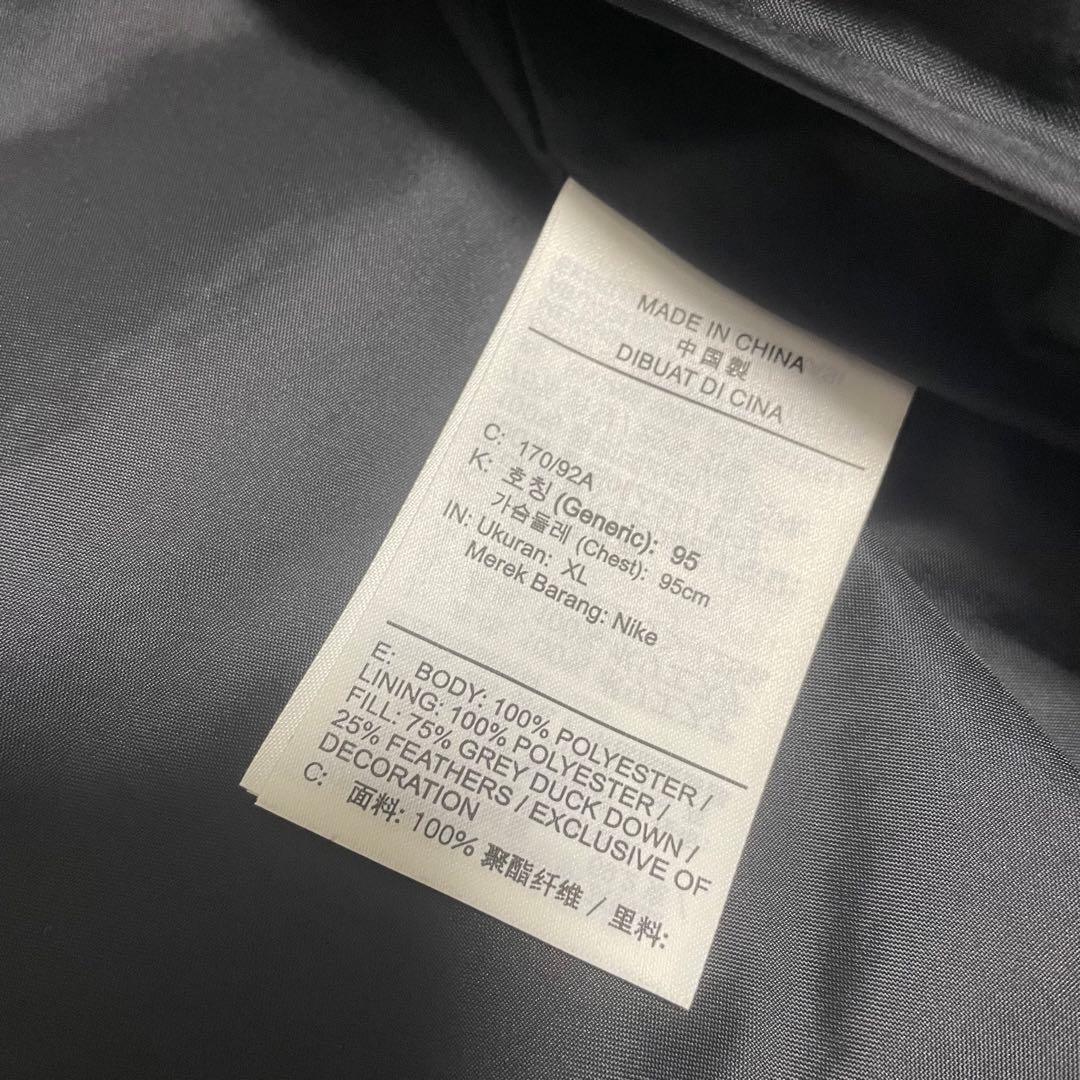 MADE IN CHINA
中国製
DIBUAT DI CINA
C: 170/92A
K: 호칭 (Generic): 95
가슴둘레 (Chest): 95cm
IN: Ukuran: XL
Merek Barang: Nike
E: BODY: 100% POLYESTER /
LINING: 100% POLYESTER /
FILL: 75% GREY DUCK DOWN /
25% FEATHERS / EXCLUSIVE OF
DECORATION
C: 面料: 100% 聚酯纤维 / 里料: